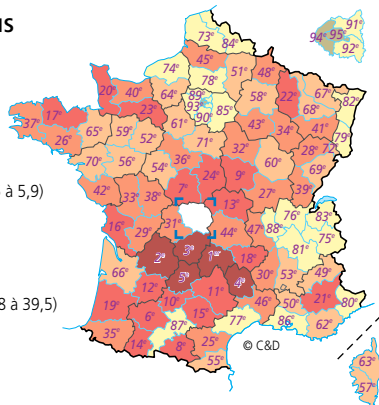 ıs
73e 84e
91e
94e 95e
92e
74e 45e
20e 40e 78e 51e 48e 67e
64e 89e 58e 22e 82e
17e 23e 93e 68e
37e 61e 90e 85e 43e 34e 41e 79e
26e 65e 59e 52e 71e 28e 72e
70e 56e 54e 36e 24e 32e 60e 39e
5 à 5,9) 42e 33e 38e 7e 9e 27e 69e
13e 76e 83e
16e 29e 31e 44e 47e 88e 75e
2e 3e 1er 18e 81e
66e 5e 4e 30e 53e 49e
8 à 39,5) 12e 11e
19e 6e 10e 15e 46e 50e 21e 80e
35e 14e 87e 8e 25e 77e 86e 62e
© C&D
55e
63e
57e